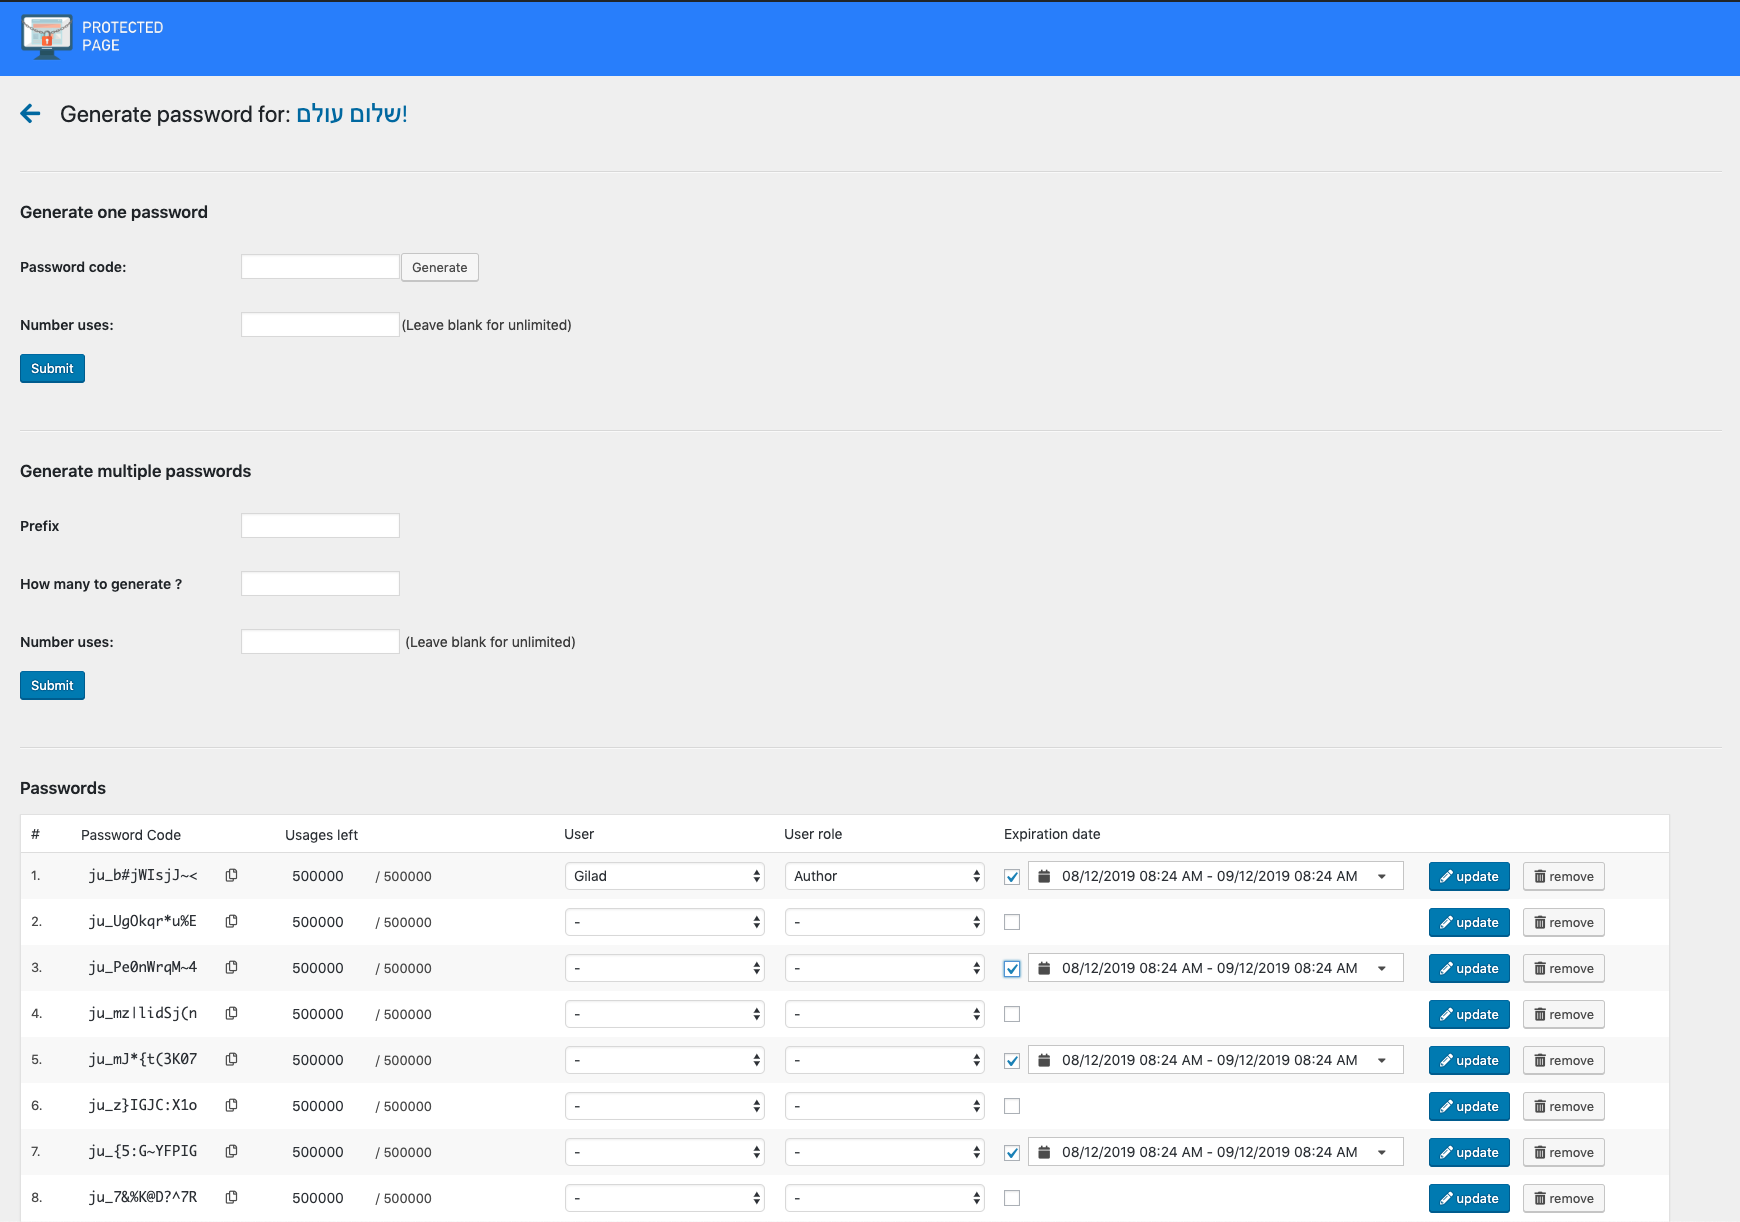 PROTECTED
PAGE
Generate password for: שלום עולם!
Generate one password
Password code: Generate
Number uses: (Leave blank for unlimited)
Submit
Generate multiple passwords
Prefix
How many to generate ?
Number uses: (Leave blank for unlimited)
Submit
Passwords
# Password Code Usages left User User role Expiration date
1. ju_b#jWIsjJ~< 500000 / 500000 Gilad Author 08/12/2019 08:24 AM - 09/12/2019 08:24 AM update remove
2. ju_UgOkqr*u%E 500000 / 500000 - - update remove
3. ju_Pe0nWrqM~4 500000 / 500000 - - 08/12/2019 08:24 AM - 09/12/2019 08:24 AM update remove
4. ju_mz|lidSj(n 500000 / 500000 - - update remove
5. ju_mJ*{t(3K07 500000 / 500000 - - 08/12/2019 08:24 AM - 09/12/2019 08:24 AM update remove
6. ju_z}IGJC:X1o 500000 / 500000 - - update remove
7. ju_{5:G~YFPIG 500000 / 500000 - - 08/12/2019 08:24 AM - 09/12/2019 08:24 AM update remove
8. ju_7&%K@D?^7R 500000 / 500000 - - update remove